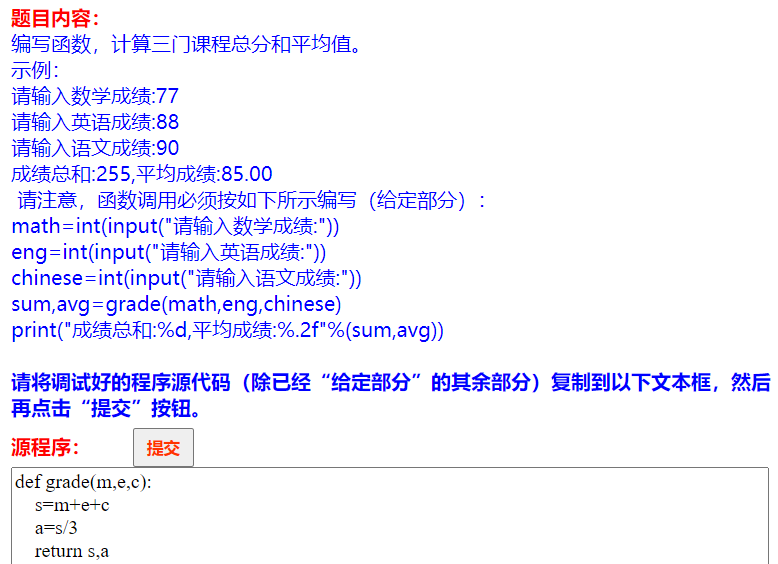 题目内容：
编写函数，计算三门课程总分和平均值。
示例：
请输入数学成绩:77
请输入英语成绩:88
请输入语文成绩:90
成绩总和:255,平均成绩:85.00
请注意，函数调用必须按如下所示编写（给定部分）：
math=int(input("请输入数学成绩:"))
eng=int(input("请输入英语成绩:"))
chinese=int(input("请输入语文成绩:"))
sum,avg=grade(math,eng,chinese)
print("成绩总和:%d,平均成绩:%.2f"%(sum,avg))
请将调试好的程序源代码（除已经“给定部分”的其余部分）复制到以下文本框，然后
再点击“提交”按钮。
源程序： 提交
def grade(m,e,c):
    s=m+e+c
    a=s/3
    return s,a